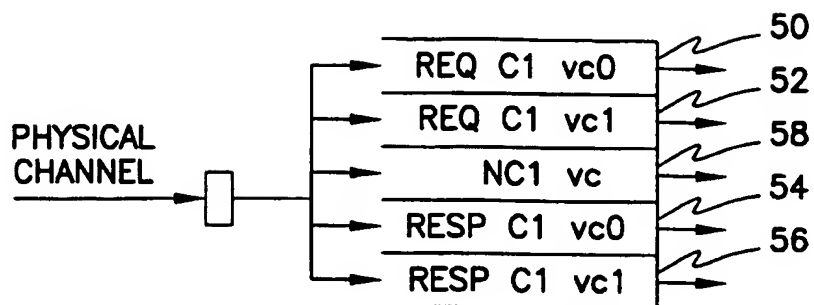 50
REQ C1 vc0
52
REQ C1 vc1
58
PHYSICAL
CHANNEL
NC1 vc
54
RESP C1 vc0
56
RESP C1 vc1